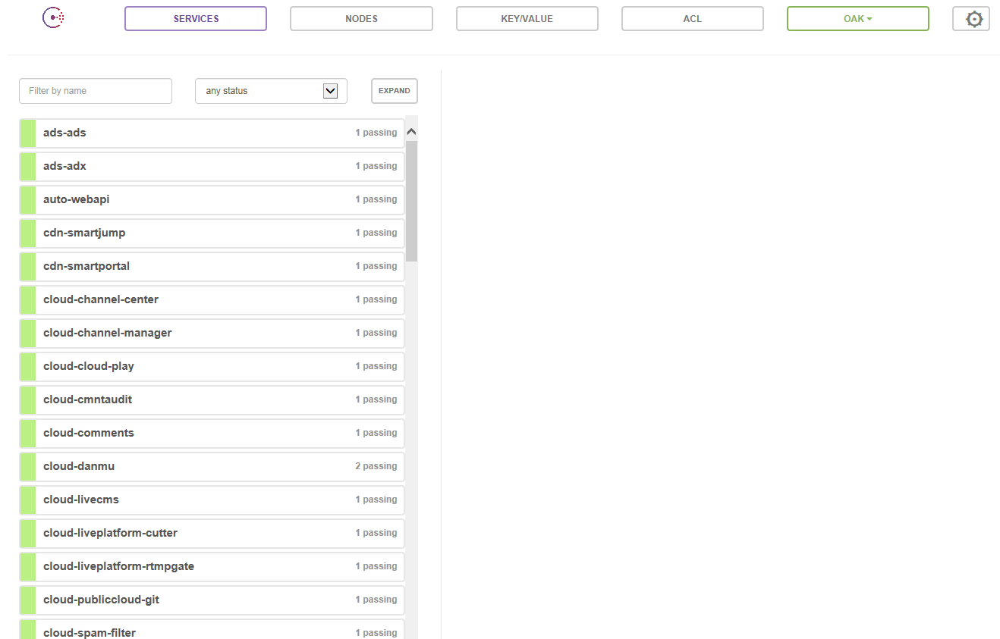 SERVICES NODES KEY/VALUE ACL OAK
Filter by name any status EXPAND
ads-ads 1 passing
ads-adx 1 passing
auto-webapi 1 passing
cdn-smartjump 1 passing
cdn-smartportal 1 passing
cloud-channel-center 1 passing
cloud-channel-manager 1 passing
cloud-cloud-play 1 passing
cloud-cmntaudit 1 passing
cloud-comments 1 passing
cloud-danmu 2 passing
cloud-livecms 1 passing
cloud-liveplatform-cutter 1 passing
cloud-liveplatform-rtmpgate 1 passing
cloud-publiccloud-git 1 passing
cloud-spam-filter 1 passing